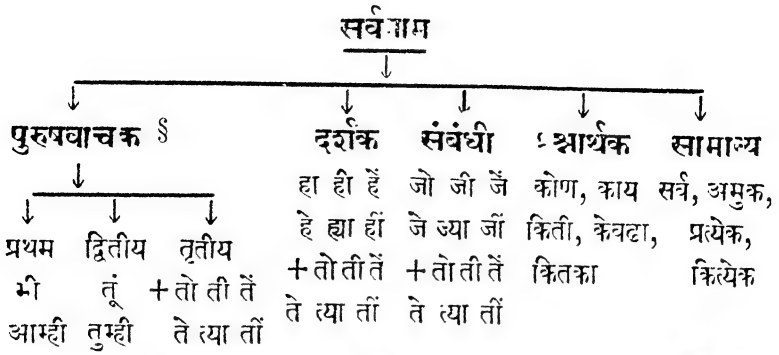 सर्वनाम
पुरुषवाचक § दर्शक संबंधी प्रश्नार्थक सामान्य
हा ही हें जो जी जें कोण, काय सर्व, अमुक,
हे ह्या हीं जे ज्या जीं किती, केवढा, प्रत्येक,
प्रथम द्वितीय तृतीय +तो ती तें +तो ती तें कितका कित्येक
मी तूं +तो ती तें ते त्या तीं ते त्या तीं
आम्ही तुम्ही ते त्या तीं